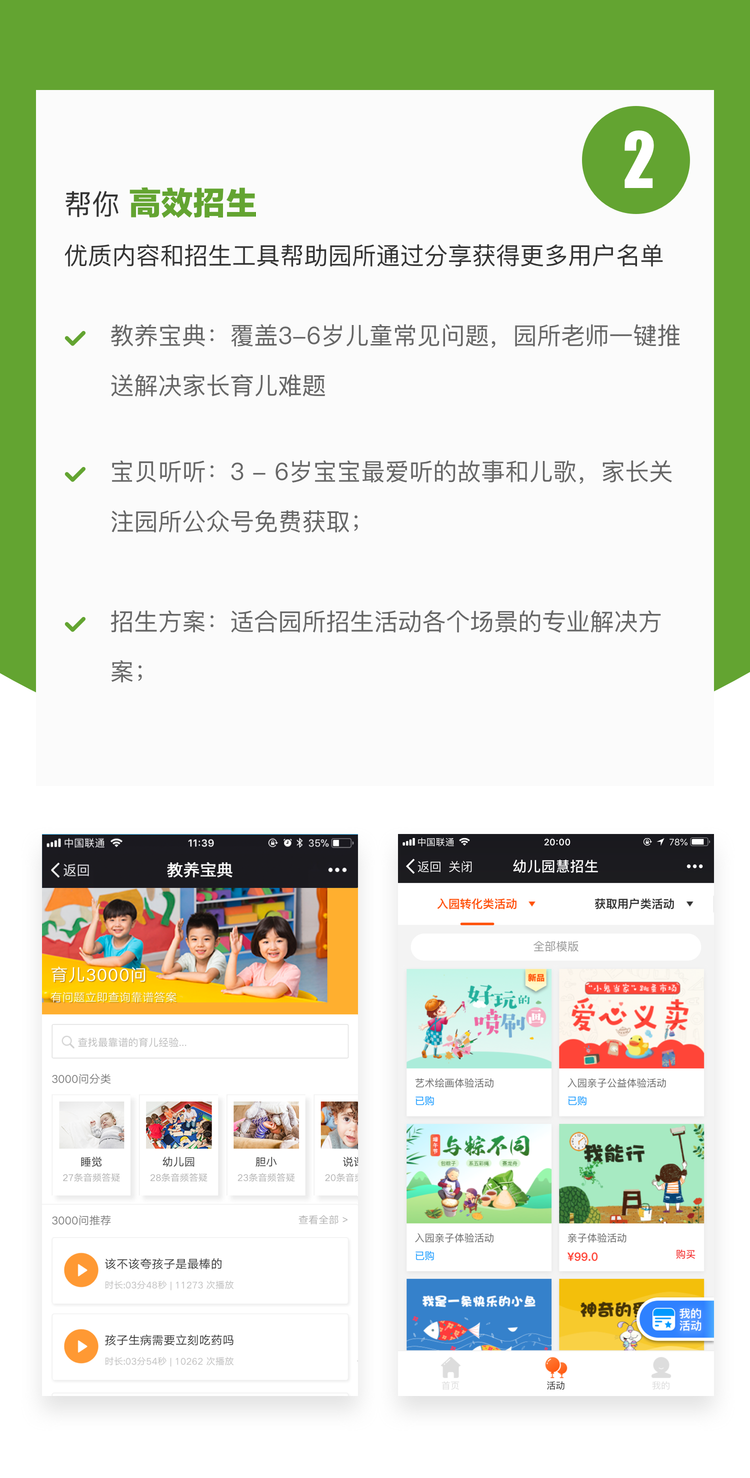 2
帮你 高效招生
优质内容和招生工具帮助园所通过分享获得更多用户名单
教养宝典：覆盖3-6岁儿童常见问题，园所老师一键推
送解决家长育儿难题
宝贝听听：3 - 6岁宝宝最爱听的故事和儿歌，家长关
注园所公众号免费获取；
招生方案：适合园所招生活动各个场景的专业解决方
案；
中国联通 11:39 35%
返回 教养宝典
育儿3000问
有问题立即查询靠谱答案
查找最靠谱的育儿经验...
3000问分类
睡觉 幼儿园 胆小
27条音频答疑 28条音频答疑 23条音频答疑
3000问推荐 查看全部 >
该不该夸孩子是最棒的
时长:03分48秒 | 11273 次播放
孩子生病需要立刻吃药吗
时长:03分54秒 | 10262 次播放
中国联通 20:00 78%
返回 关闭 幼儿园慧招生
入园转化类活动 获取用户类活动
全部模版
新品
好玩的
喷刷画
艺术绘画体验活动
已购
"小鬼当家"跳蚤市场
爱心义卖
入园亲子公益体验活动
已购
端午节
与粽不同
包粽子
入园亲子体验活动
已购
我能行
亲子体验活动
¥99.0 购买
我是一条快乐的小鱼
神奇的
我的
活动
首页 活动 我的